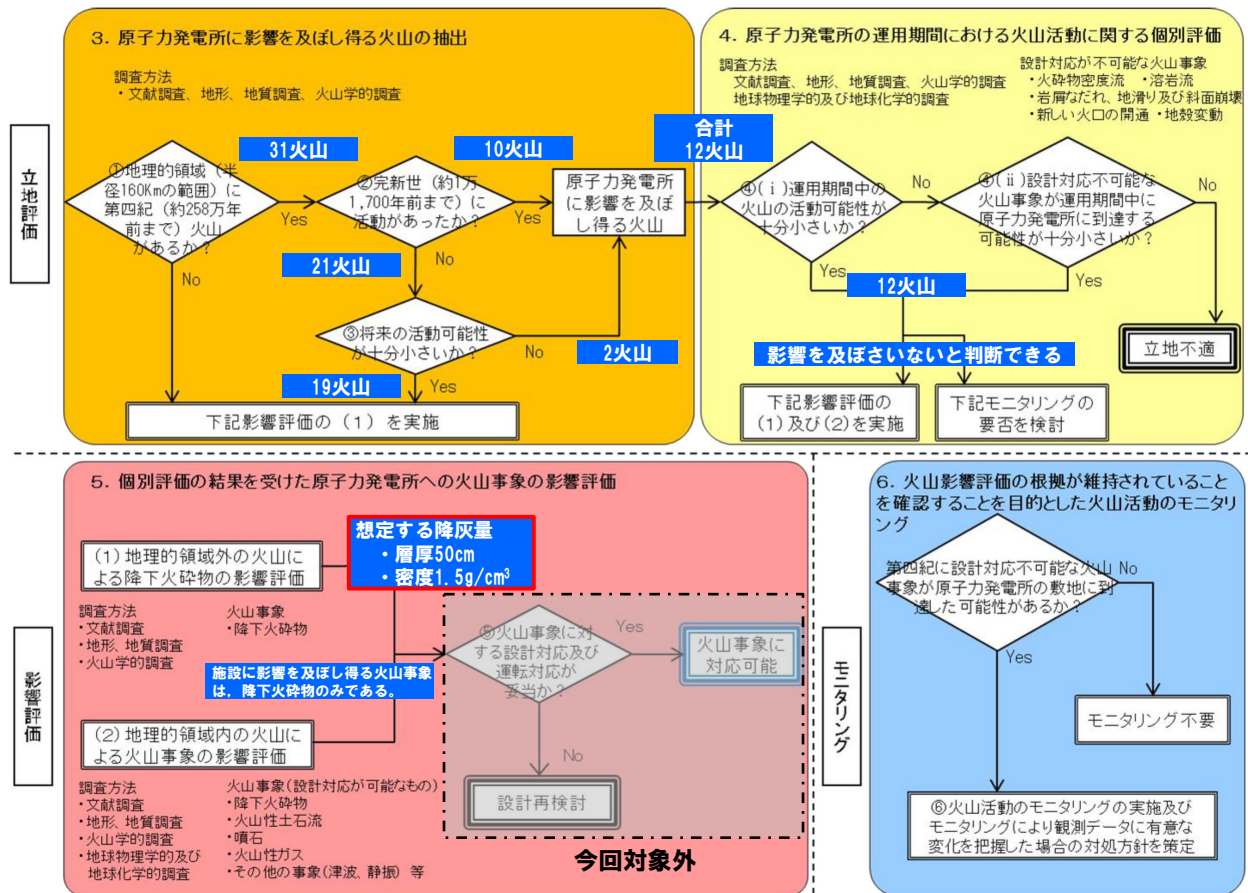 3. 原子力発電所に影響を及ぼし得る火山の抽出
調査方法
・文献調査、地形、地質調査、火山学的調査
立地評価
31火山
10火山
①地理的領域（半
径160Kmの範囲）に
第四紀（約258万年
前まで）火山
があるか？
Yes
②完新世（約1万
1,700年前まで）に
活動があったか？
Yes
原子力発電所
に影響を及ぼ
し得る火山
No
21火山
No
③将来の活動可能性
が十分小さいか？
No
2火山
19火山
Yes
下記影響評価の（1）を実施
4. 原子力発電所の運用期間における火山活動に関する個別評価
調査方法
文献調査、地形、地質調査、火山学的調査
地球物理学的及び地球化学的調査
設計対応が不可能な火山事象
・火砕物密度流 ・溶岩流
・岩屑なだれ、地滑り及び斜面崩壊
・新しい火口の開通 ・地殻変動
合計
12火山
④(ⅰ)運用期間中の
火山の活動可能性が
十分小さいか？
No
④(ⅱ)設計対応不可能な
火山事象が運用期間中に
原子力発電所に到達する
可能性が十分小さいか？
No
Yes
12火山
Yes
影響を及ぼさいないと判断できる
立地不適
下記影響評価の
(1)及び(2)を実施
下記モニタリングの
要否を検討
5. 個別評価の結果を受けた原子力発電所への火山事象の影響評価
影響評価
(1)地理的領域外の火山に
よる降下火砕物の影響評価
想定する降灰量
・層厚50cm
・密度1.5g/cm³
調査方法
・文献調査
・地形、地質調査
・火山学的調査
火山事象
・降下火砕物
施設に影響を及ぼし得る火山事象
は，降下火砕物のみである。
⑤火山事象に対
する設計対応及び
運転対応が
妥当か？
Yes
火山事象に
対応可能
No
設計再検討
今回対象外
(2)地理的領域内の火山に
よる火山事象の影響評価
調査方法
・文献調査
・地形、地質調査
・火山学的調査
・地球物理学的及び
地球化学的調査
火山事象(設計対応が可能なもの)
・降下火砕物
・火山性土石流
・噴石
・火山性ガス
・その他の事象(津波、静振) 等
モニタリング
6. 火山影響評価の根拠が維持されていること
を確認することを目的とした火山活動のモニタ
リング
第四紀に設計対応不可能な火山
事象が原子力発電所の敷地に到
達した可能性があるか？
No
Yes
モニタリング不要
⑥火山活動のモニタリングの実施及び
モニタリングにより観測データに有意な
変化を把握した場合の対処方針を策定